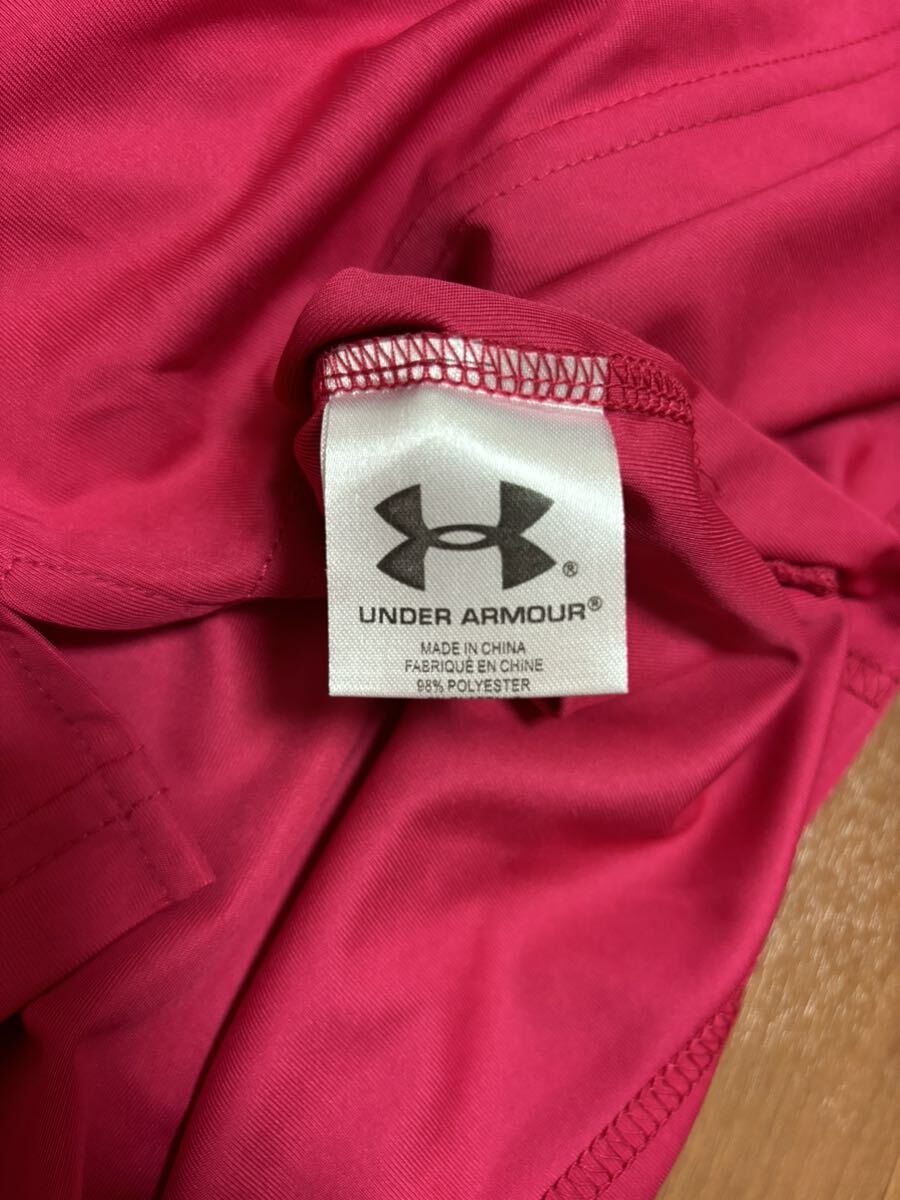 ®
UNDER ARMOUR®
MADE IN CHINA
FABRIQUÉ EN CHINE
98% POLYESTER